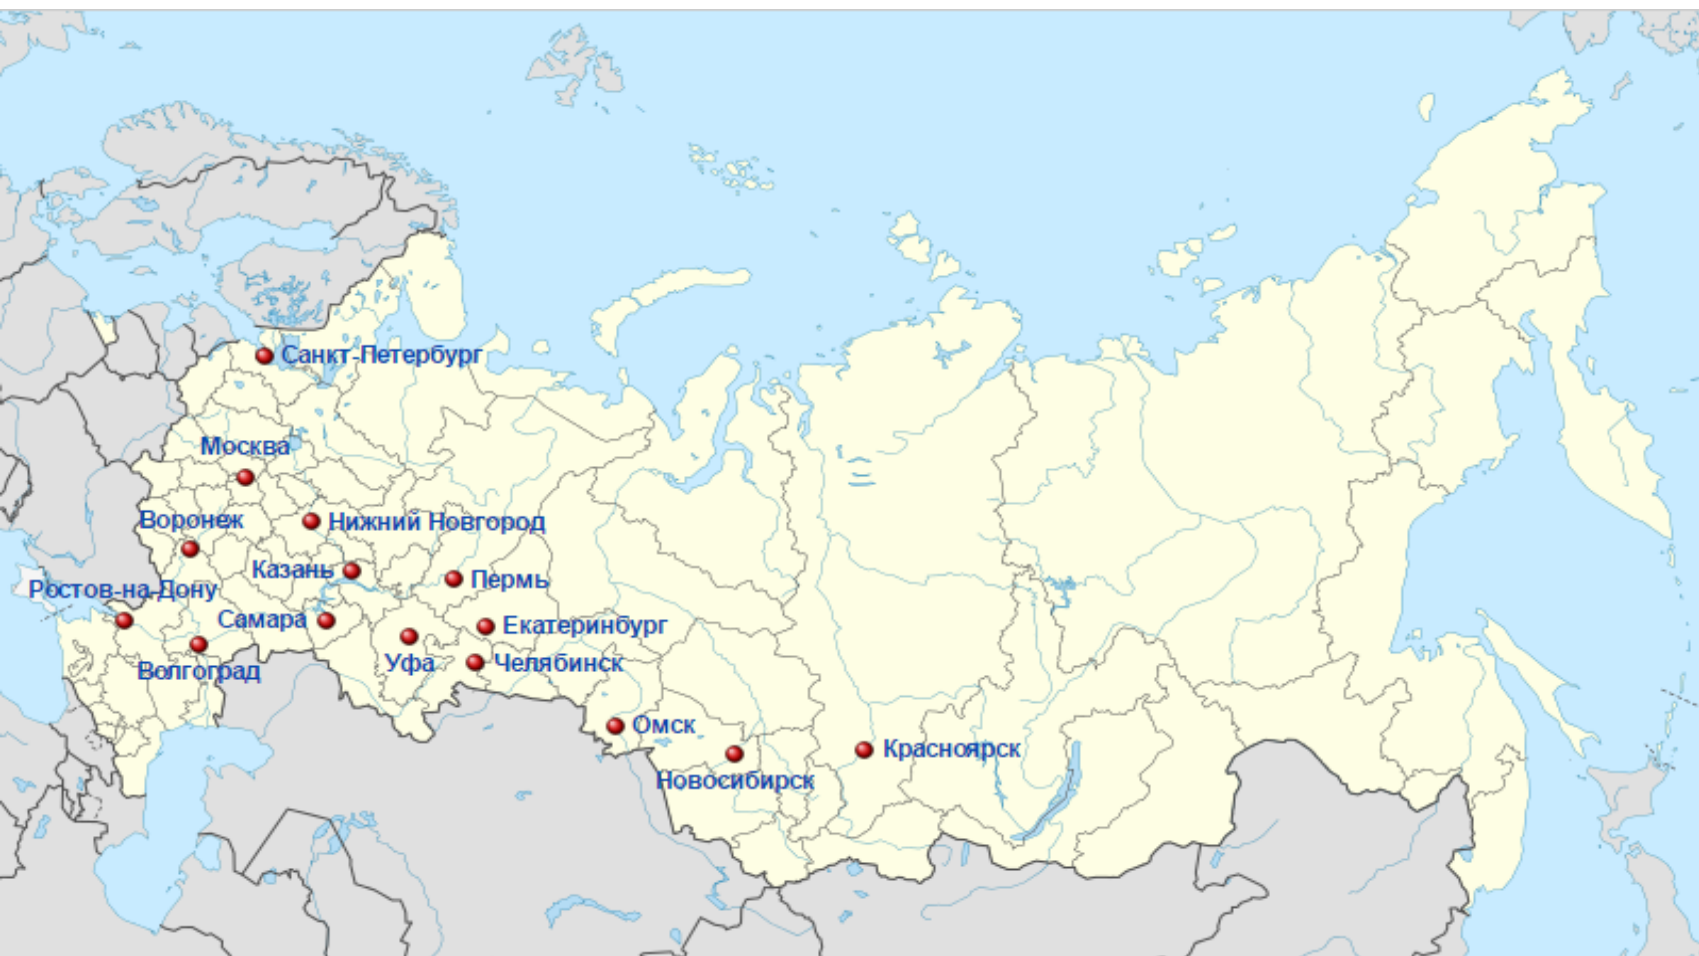 Санкт-Петербург
Москва
Воронеж
Нижний Новгород
Казань
Пермь
Ростов-на-Дону
Самара
Екатеринбург
Уфа
Челябинск
Волгоград
Омск
Красноярск
Новосибирск